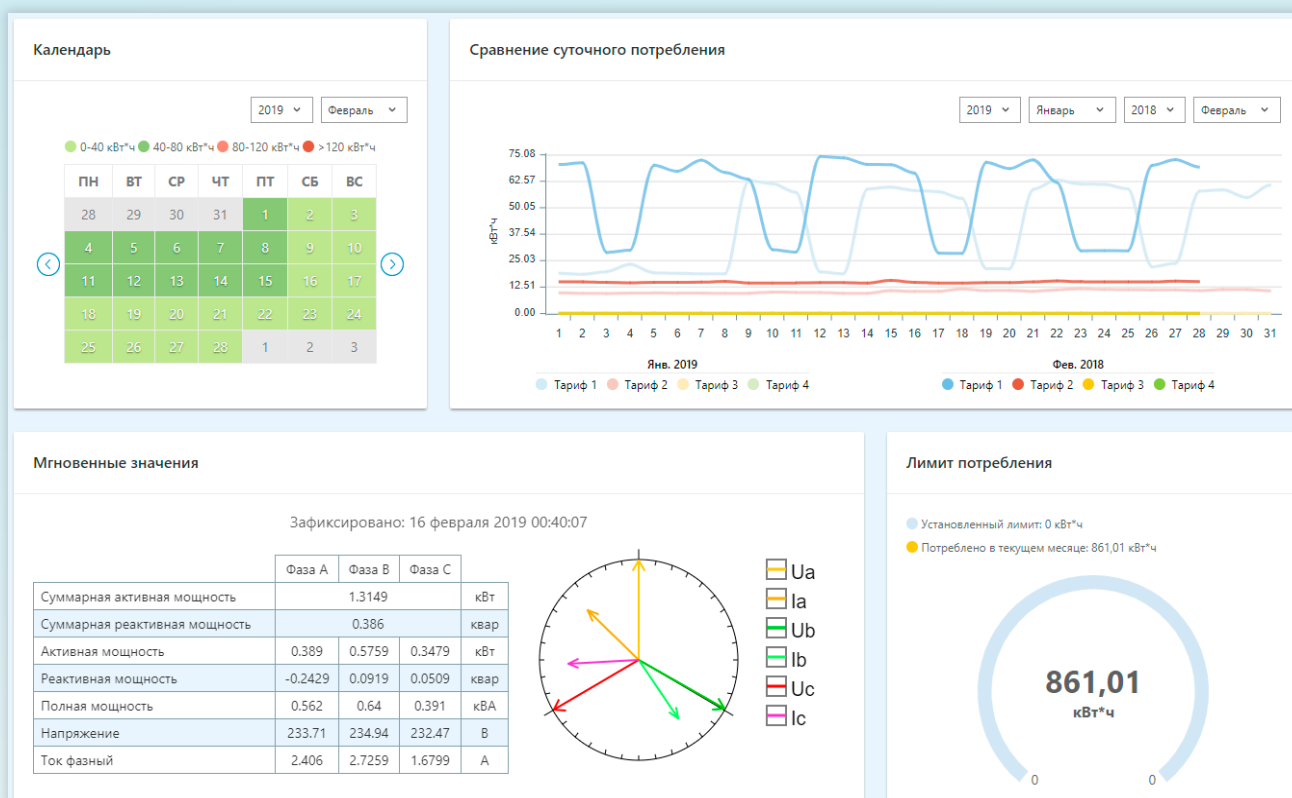 Календарь
2019 Февраль
0-40 кВт*ч 40-80 кВт*ч 80-120 кВт*ч >120 кВт*ч
ПН ВТ СР ЧТ ПТ СБ ВС
28 29 30 31 1 2 3
4 5 6 7 8 9 10
11 12 13 14 15 16 17
18 19 20 21 22 23 24
25 26 27 28 1 2 3
Сравнение суточного потребления
2019 Январь 2018 Февраль
кВт*ч
75.08
62.57
50.05
37.54
25.03
12.51
0.00
1 2 3 4 5 6 7 8 9 10 11 12 13 14 15 16 17 18 19 20 21 22 23 24 25 26 27 28 29 30 31
Янв. 2019
Тариф 1 Тариф 2 Тариф 3 Тариф 4
Фев. 2018
Тариф 1 Тариф 2 Тариф 3 Тариф 4
Мгновенные значения
Зафиксировано: 16 февраля 2019 00:40:07
Фаза A Фаза B Фаза C
Суммарная активная мощность 1.3149 кВт
Суммарная реактивная мощность 0.386 квар
Активная мощность 0.389 0.5759 0.3479 кВт
Реактивная мощность -0.2429 0.0919 0.0509 квар
Полная мощность 0.562 0.64 0.391 кВА
Напряжение 233.71 234.94 232.47 В
Ток фазный 2.406 2.7259 1.6799 А
Ua
Ia
Ub
Ib
Uc
Ic
Лимит потребления
Установленный лимит: 0 кВт*ч
Потреблено в текущем месяце: 861,01 кВт*ч
861,01
кВт*ч
0 0